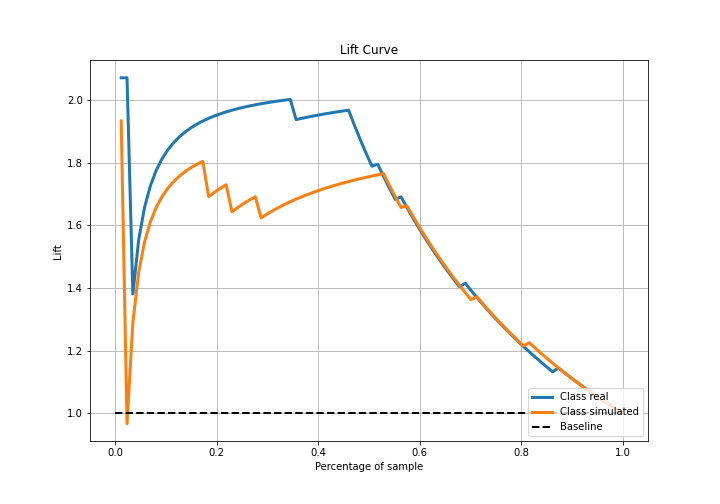 Lift Curve
Lift
2.0
1.8
1.6
1.4
1.2
1.0
0.0
0.2
0.4
0.6
0.8
1.0
Percentage of sample
Class real
Class simulated
Baseline